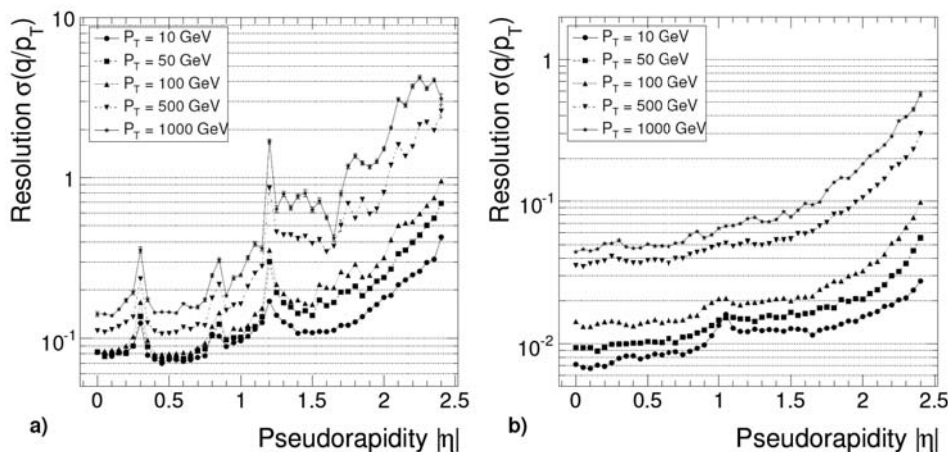 Resolution σ(q/p_T)
10
1
10⁻¹
P_T = 10 GeV
P_T = 50 GeV
P_T = 100 GeV
P_T = 500 GeV
P_T = 1000 GeV
0 0.5 1 1.5 2 2.5
a)
Pseudorapidity |η|
Resolution σ(q/p_T)
1
10⁻¹
10⁻²
P_T = 10 GeV
P_T = 50 GeV
P_T = 100 GeV
P_T = 500 GeV
P_T = 1000 GeV
0 0.5 1 1.5 2 2.5
b)
Pseudorapidity |η|